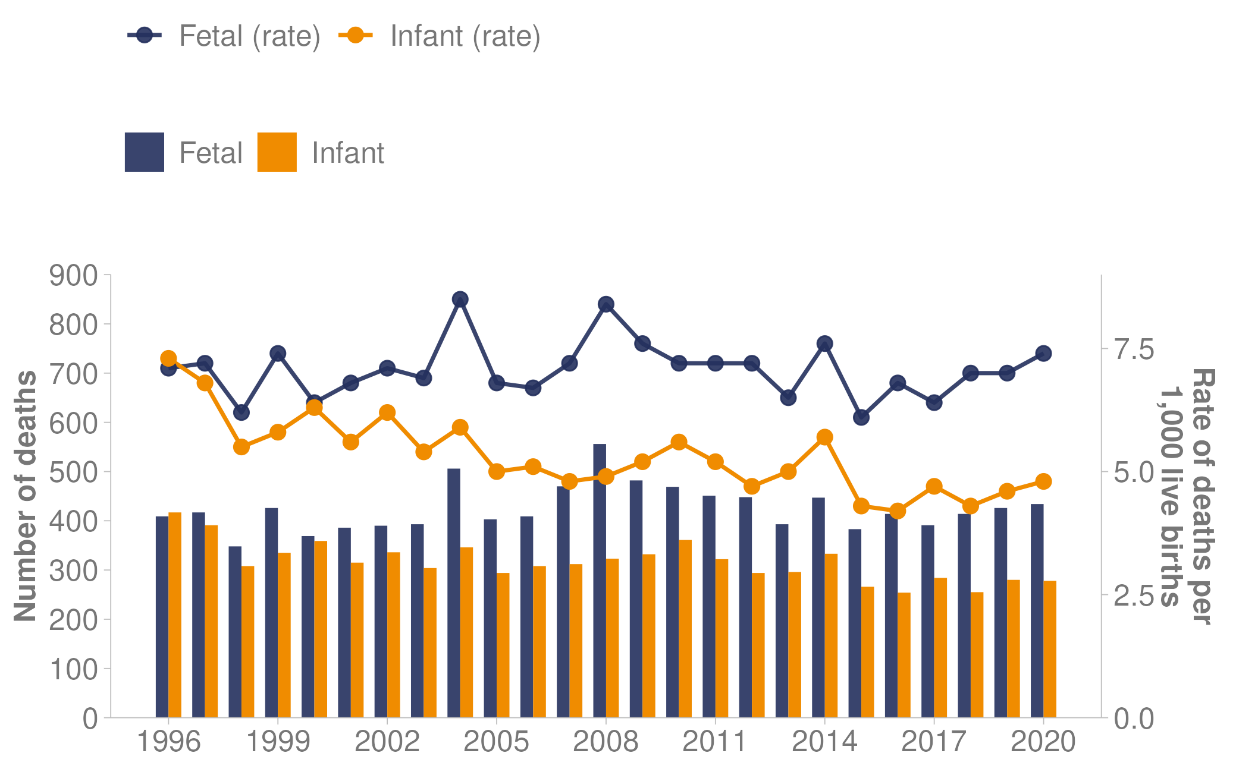 Fetal (rate) Infant (rate)
Fetal Infant
Number of deaths
900
800
700
600
500
400
300
200
100
0
7.5
5.0
2.5
0.0
Rate of deaths per
1,000 live births
1996 1999 2002 2005 2008 2011 2014 2017 2020